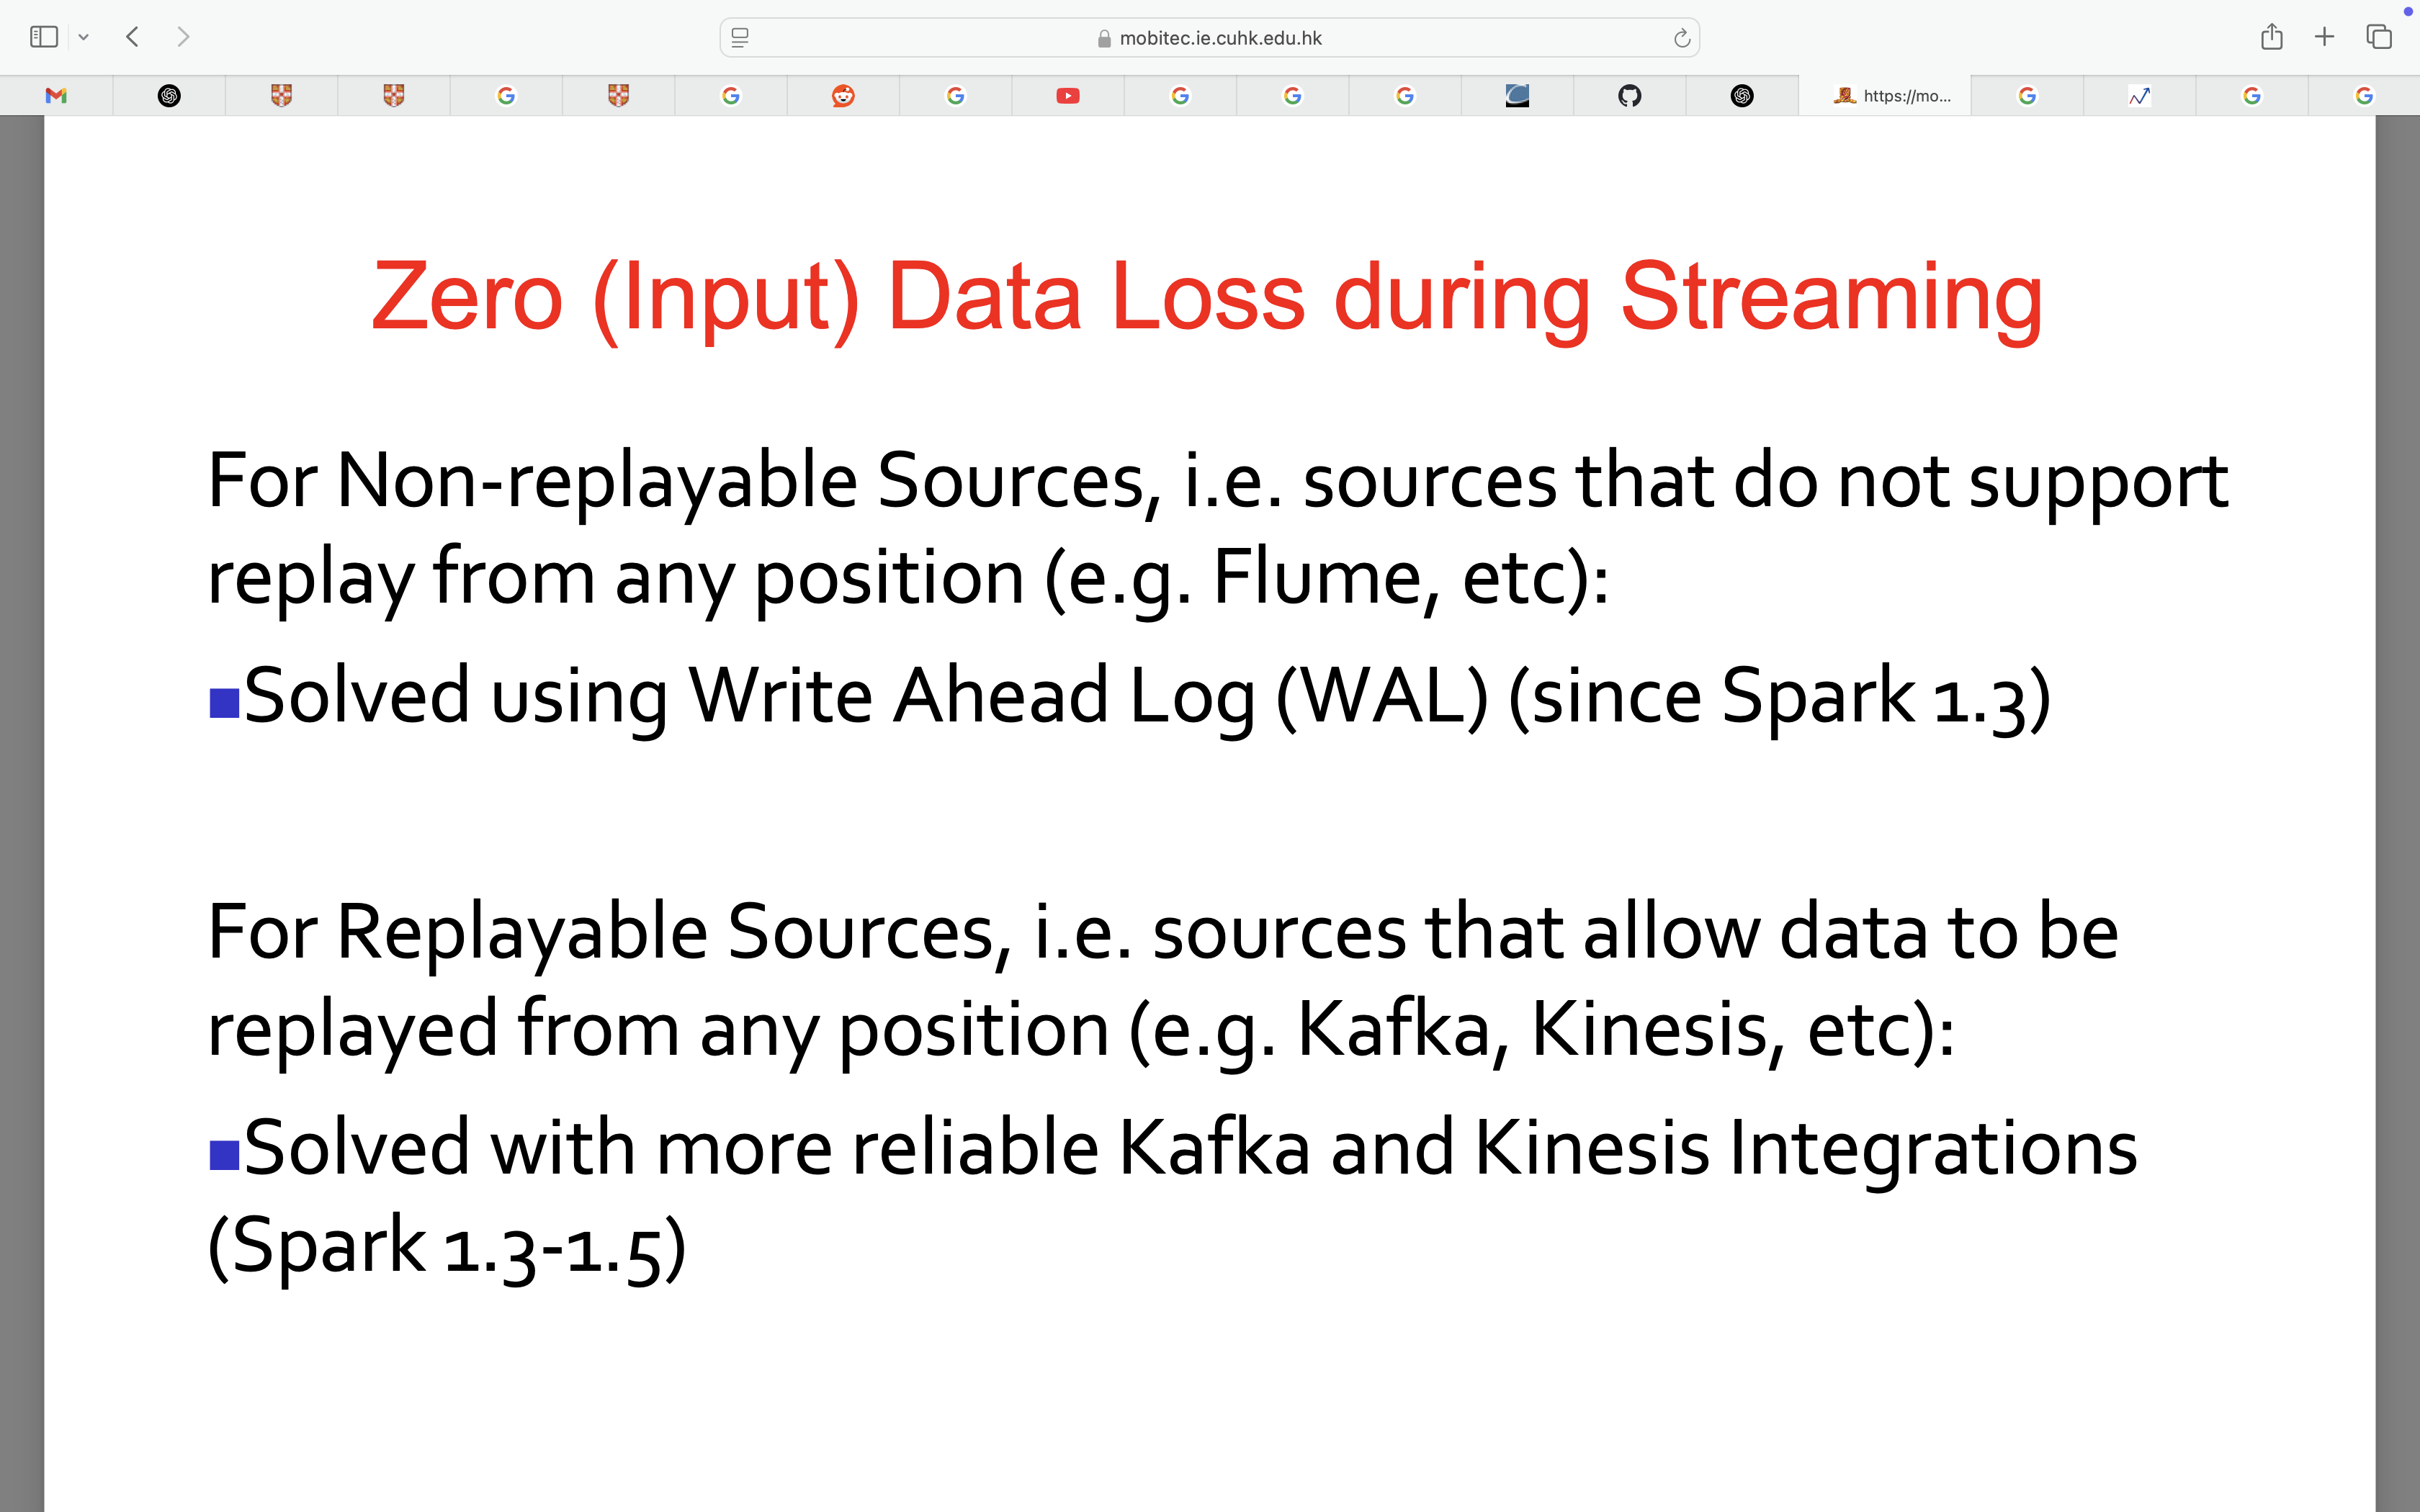 mobitec.ie.cuhk.edu.hk
https://mo...
Zero (Input) Data Loss during Streaming
For Non-replayable Sources, i.e. sources that do not support
replay from any position (e.g. Flume, etc):
■Solved using Write Ahead Log (WAL) (since Spark 1.3)
For Replayable Sources, i.e. sources that allow data to be
replayed from any position (e.g. Kafka, Kinesis, etc):
■Solved with more reliable Kafka and Kinesis Integrations
(Spark 1.3-1.5)